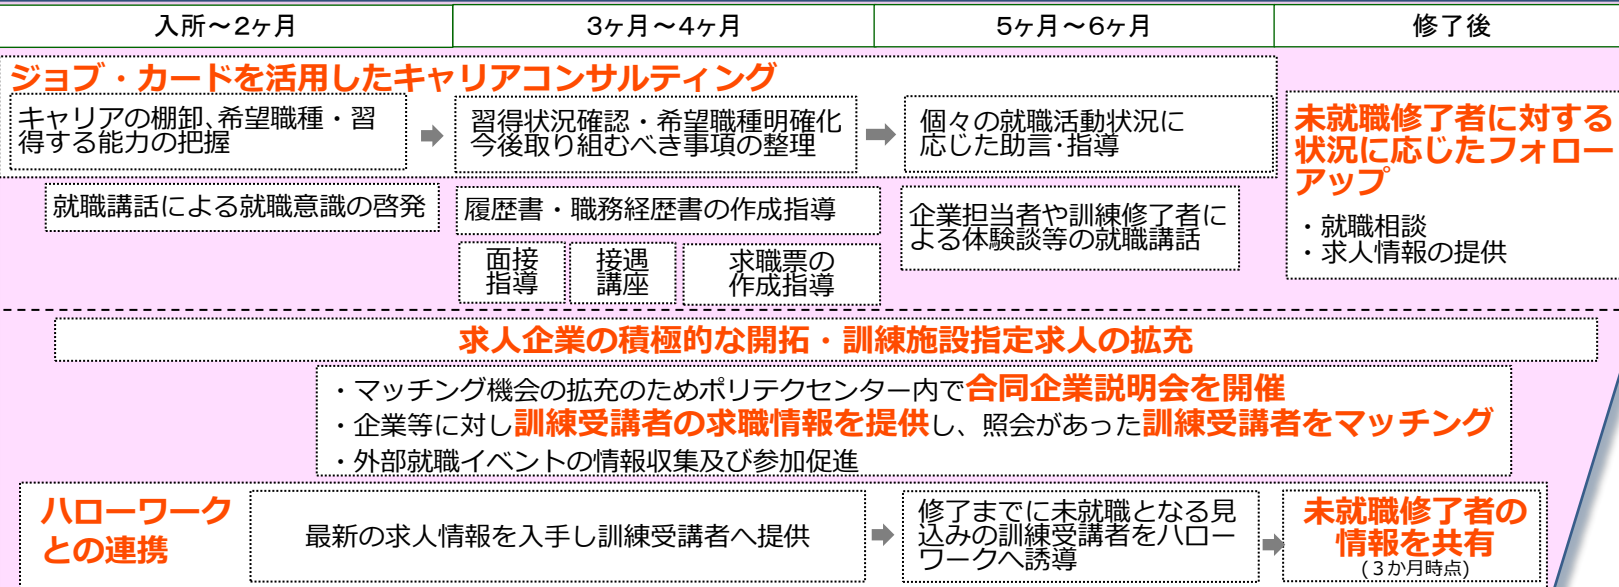 入所～2ヶ月
3ヶ月～4ヶ月
5ヶ月～6ヶ月
修了後
ジョブ・カードを活用したキャリアコンサルティング
キャリアの棚卸、希望職種・習
得する能力の把握
習得状況確認・希望職種明確化
今後取り組むべき事項の整理
個々の就職活動状況に
応じた助言・指導
未就職修了者に対する
状況に応じたフォロー
アップ
・就職相談
・求人情報の提供
就職講話による就職意識の啓発
履歴書・職務経歴書の作成指導
企業担当者や訓練修了者に
よる体験談等の就職講話
面接
指導
接遇
講座
求職票の
作成指導
求人企業の積極的な開拓・訓練施設指定求人の拡充
・マッチング機会の拡充のためポリテクセンター内で合同企業説明会を開催
・企業等に対し訓練受講者の求職情報を提供し、照会があった訓練受講者をマッチング
・外部就職イベントの情報収集及び参加促進
ハローワーク
との連携
最新の求人情報を入手し訓練受講者へ提供
修了までに未就職となる見
込みの訓練受講者をハロー
ワークへ誘導
未就職修了者の
情報を共有
(３か月時点)